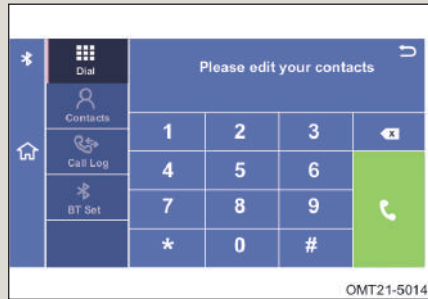 Dial
Please edit your contacts
Contacts
1 2 3
Call Log
4 5 6
BT Set
7 8 9
* 0 #
OMT21-5014